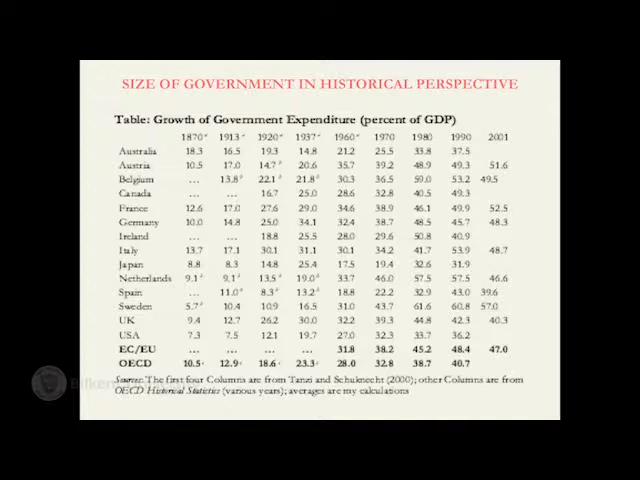 SIZE OF GOVERNMENT IN HISTORICAL PERSPECTIVE
Table: Growth of Government Expenditure (percent of GDP)
1870 a 1913 a 1920 a 1937 a 1960 a 1970 1980 1990 2001
Australia 18.3 16.5 19.3 14.8 21.2 25.5 33.8 37.5
Austria 10.5 17.0 14.7 b 20.6 35.7 39.2 48.9 49.3 51.6
Belgium … 13.8 b 22.1 b 21.8 b 30.3 36.5 59.0 53.2 49.5
Canada … … 16.7 25.0 28.6 32.8 40.5 49.3
France 12.6 17.0 27.6 29.0 34.6 38.9 46.1 49.9 52.5
Germany 10.0 14.8 25.0 34.1 32.4 38.7 48.5 45.7 48.3
Ireland … … 18.8 25.5 28.0 29.6 50.8 40.9
Italy 13.7 17.1 30.1 31.1 30.1 34.2 41.7 53.9 48.7
Japan 8.8 8.3 14.8 25.4 17.5 19.4 32.6 31.9
Netherlands 9.1 b 9.1 b 13.5 b 19.0 b 33.7 46.0 57.5 57.5 46.6
Spain … 11.0 b 8.3 b 13.2 b 18.8 22.2 32.9 43.0 39.6
Sweden 5.7 b 10.4 10.9 16.5 31.0 43.7 61.6 60.8 57.0
UK 9.4 12.7 26.2 30.0 32.2 39.3 44.8 42.3 40.3
USA 7.3 7.5 12.1 19.7 27.0 32.3 33.7 36.2
EC/EU … … … … 31.8 38.2 45.2 48.4 47.0
OECD 10.5 c 12.9 c 18.6 c 23.3 c 28.0 32.8 38.7 40.7
Source: The first four Columns are from Tanzi and Schuknecht (2000); other Columns are from
OECD Historical Statistics (various years); averages are my calculations